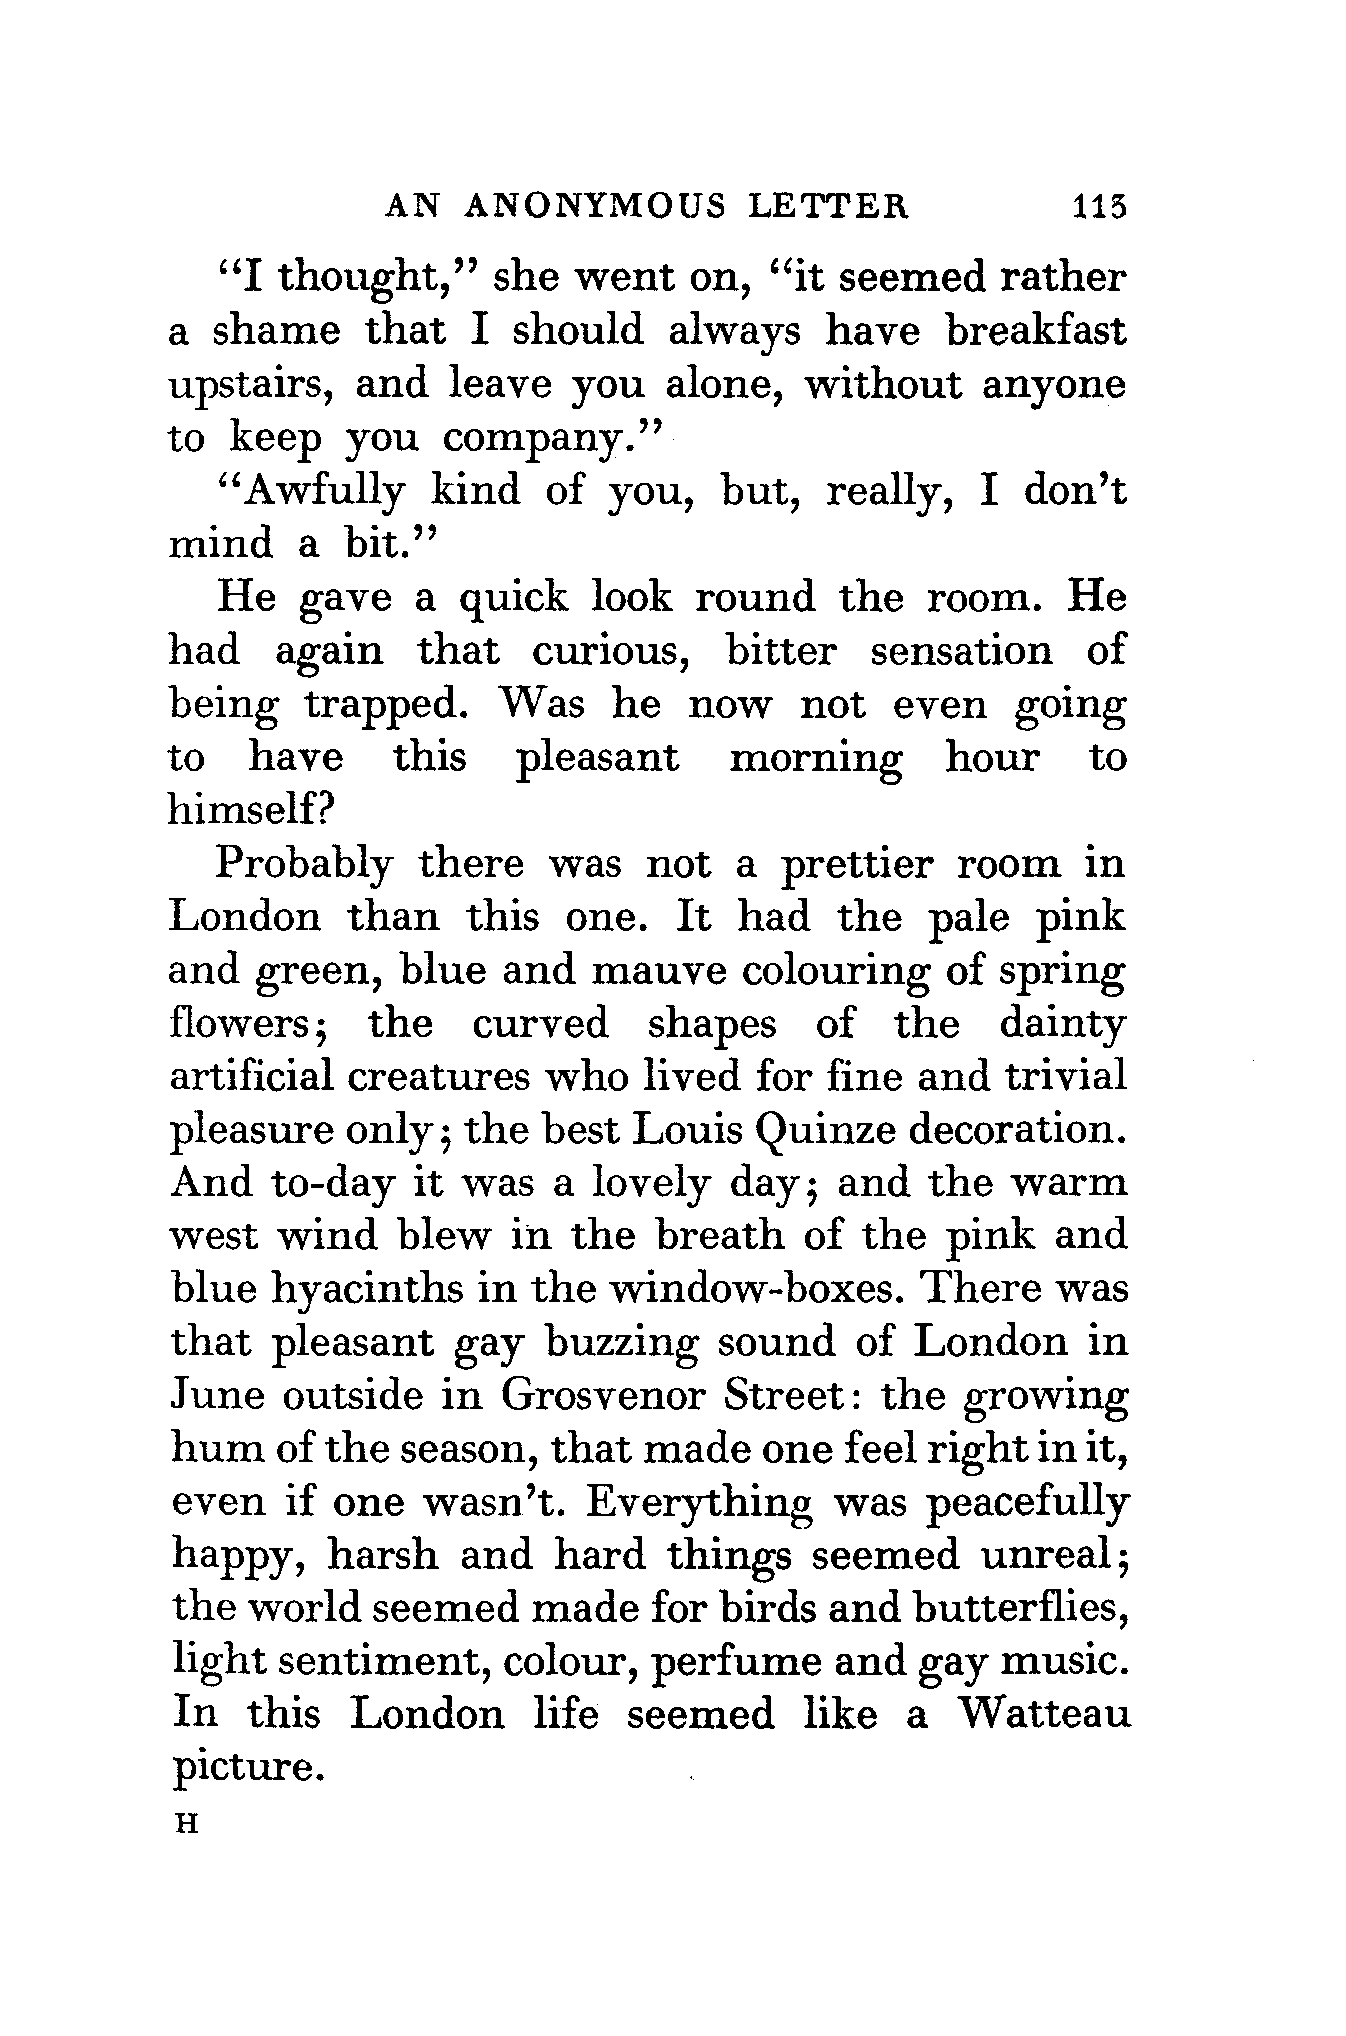 AN ANONYMOUS LETTER 113
“I thought,” she went on, “it seemed rather
a shame that I should always have breakfast
upstairs, and leave you alone, without anyone
to keep you company.”
“Awfully kind of you, but, really, I don’t
mind a bit.”
He gave a quick look round the room. He
had again that curious, bitter sensation of
being trapped. Was he now not even going
to have this pleasant morning hour to
himself?
Probably there was not a prettier room in
London than this one. It had the pale pink
and green, blue and mauve colouring of spring
flowers; the curved shapes of the dainty
artificial creatures who lived for fine and trivial
pleasure only; the best Louis Quinze decoration.
And to-day it was a lovely day; and the warm
west wind blew in the breath of the pink and
blue hyacinths in the window-boxes. There was
that pleasant gay buzzing sound of London in
June outside in Grosvenor Street: the growing
hum of the season, that made one feel right in it,
even if one wasn’t. Everything was peacefully
happy, harsh and hard things seemed unreal;
the world seemed made for birds and butterflies,
light sentiment, colour, perfume and gay music.
In this London life seemed like a Watteau
picture.
H